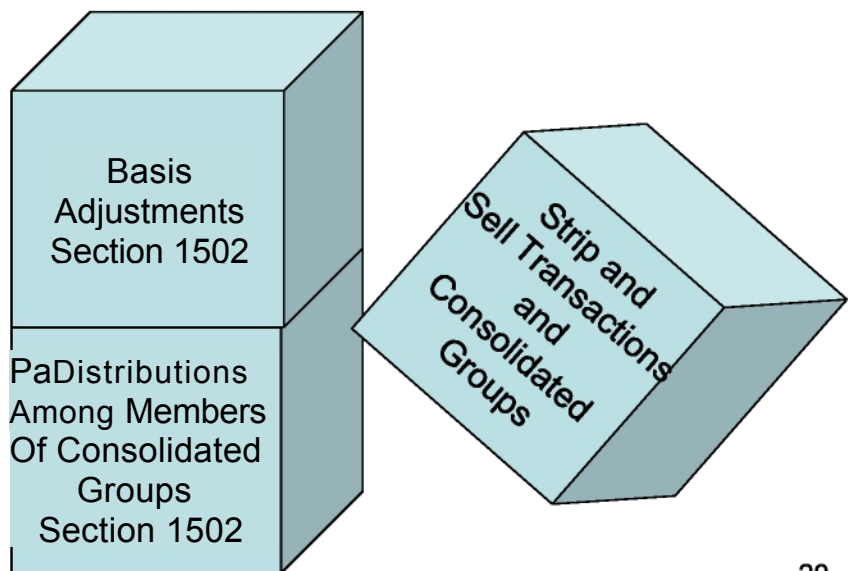 Basis
Adjustments
Section 1502
PaDistributions
Among Members
Of Consolidated
Groups
Section 1502
Strip and
Sell Transactions
and
Consolidated
Groups